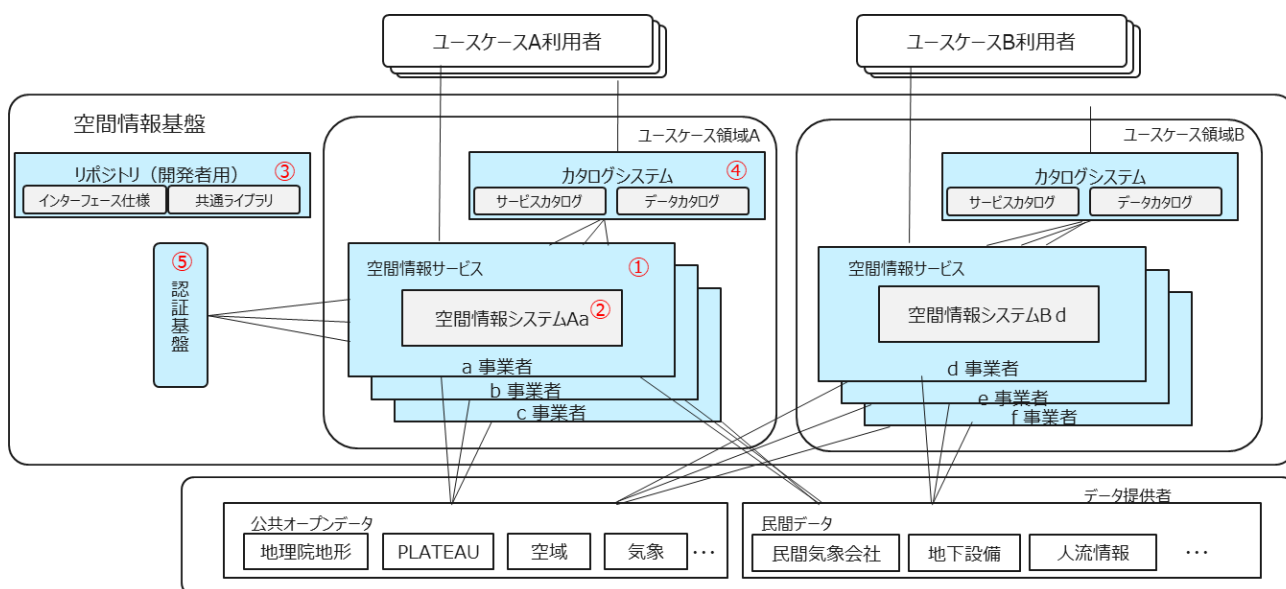 ユースケースA利用者
ユースケースB利用者
空間情報基盤
ユースケース領域A
ユースケース領域B
リポジトリ（開発者用）
③
インターフェース仕様
共通ライブラリ
カタログシステム
④
サービスカタログ
データカタログ
カタログシステム
サービスカタログ
データカタログ
⑤
認証基盤
空間情報サービス
①
空間情報システムAa
②
a 事業者
b 事業者
c 事業者
空間情報サービス
空間情報システムBd
d 事業者
e 事業者
f 事業者
データ提供者
公共オープンデータ
地理院地形
PLATEAU
空域
気象
…
民間データ
民間気象会社
地下設備
人流情報
…